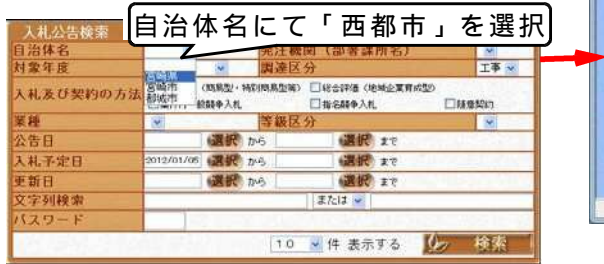 自治体名にて「西都市」を選択
入札公告検索
自治体名 発注機関（部署課所名）
対象年度 調達区分 工事
宮崎県
宮崎市
都城市
入札及び契約の方法 （簡易型・特別簡易型等） 総合評価（地域企業育成型）
般競争入札 指名競争入札 随意契約
業種 等級区分
公告日 選択 から 選択 まで
入札予定日 2012/01/06 選択 から 選択 まで
更新日 選択 から 選択 まで
文字列検索 または
パスワード
10 件 表示する 検索